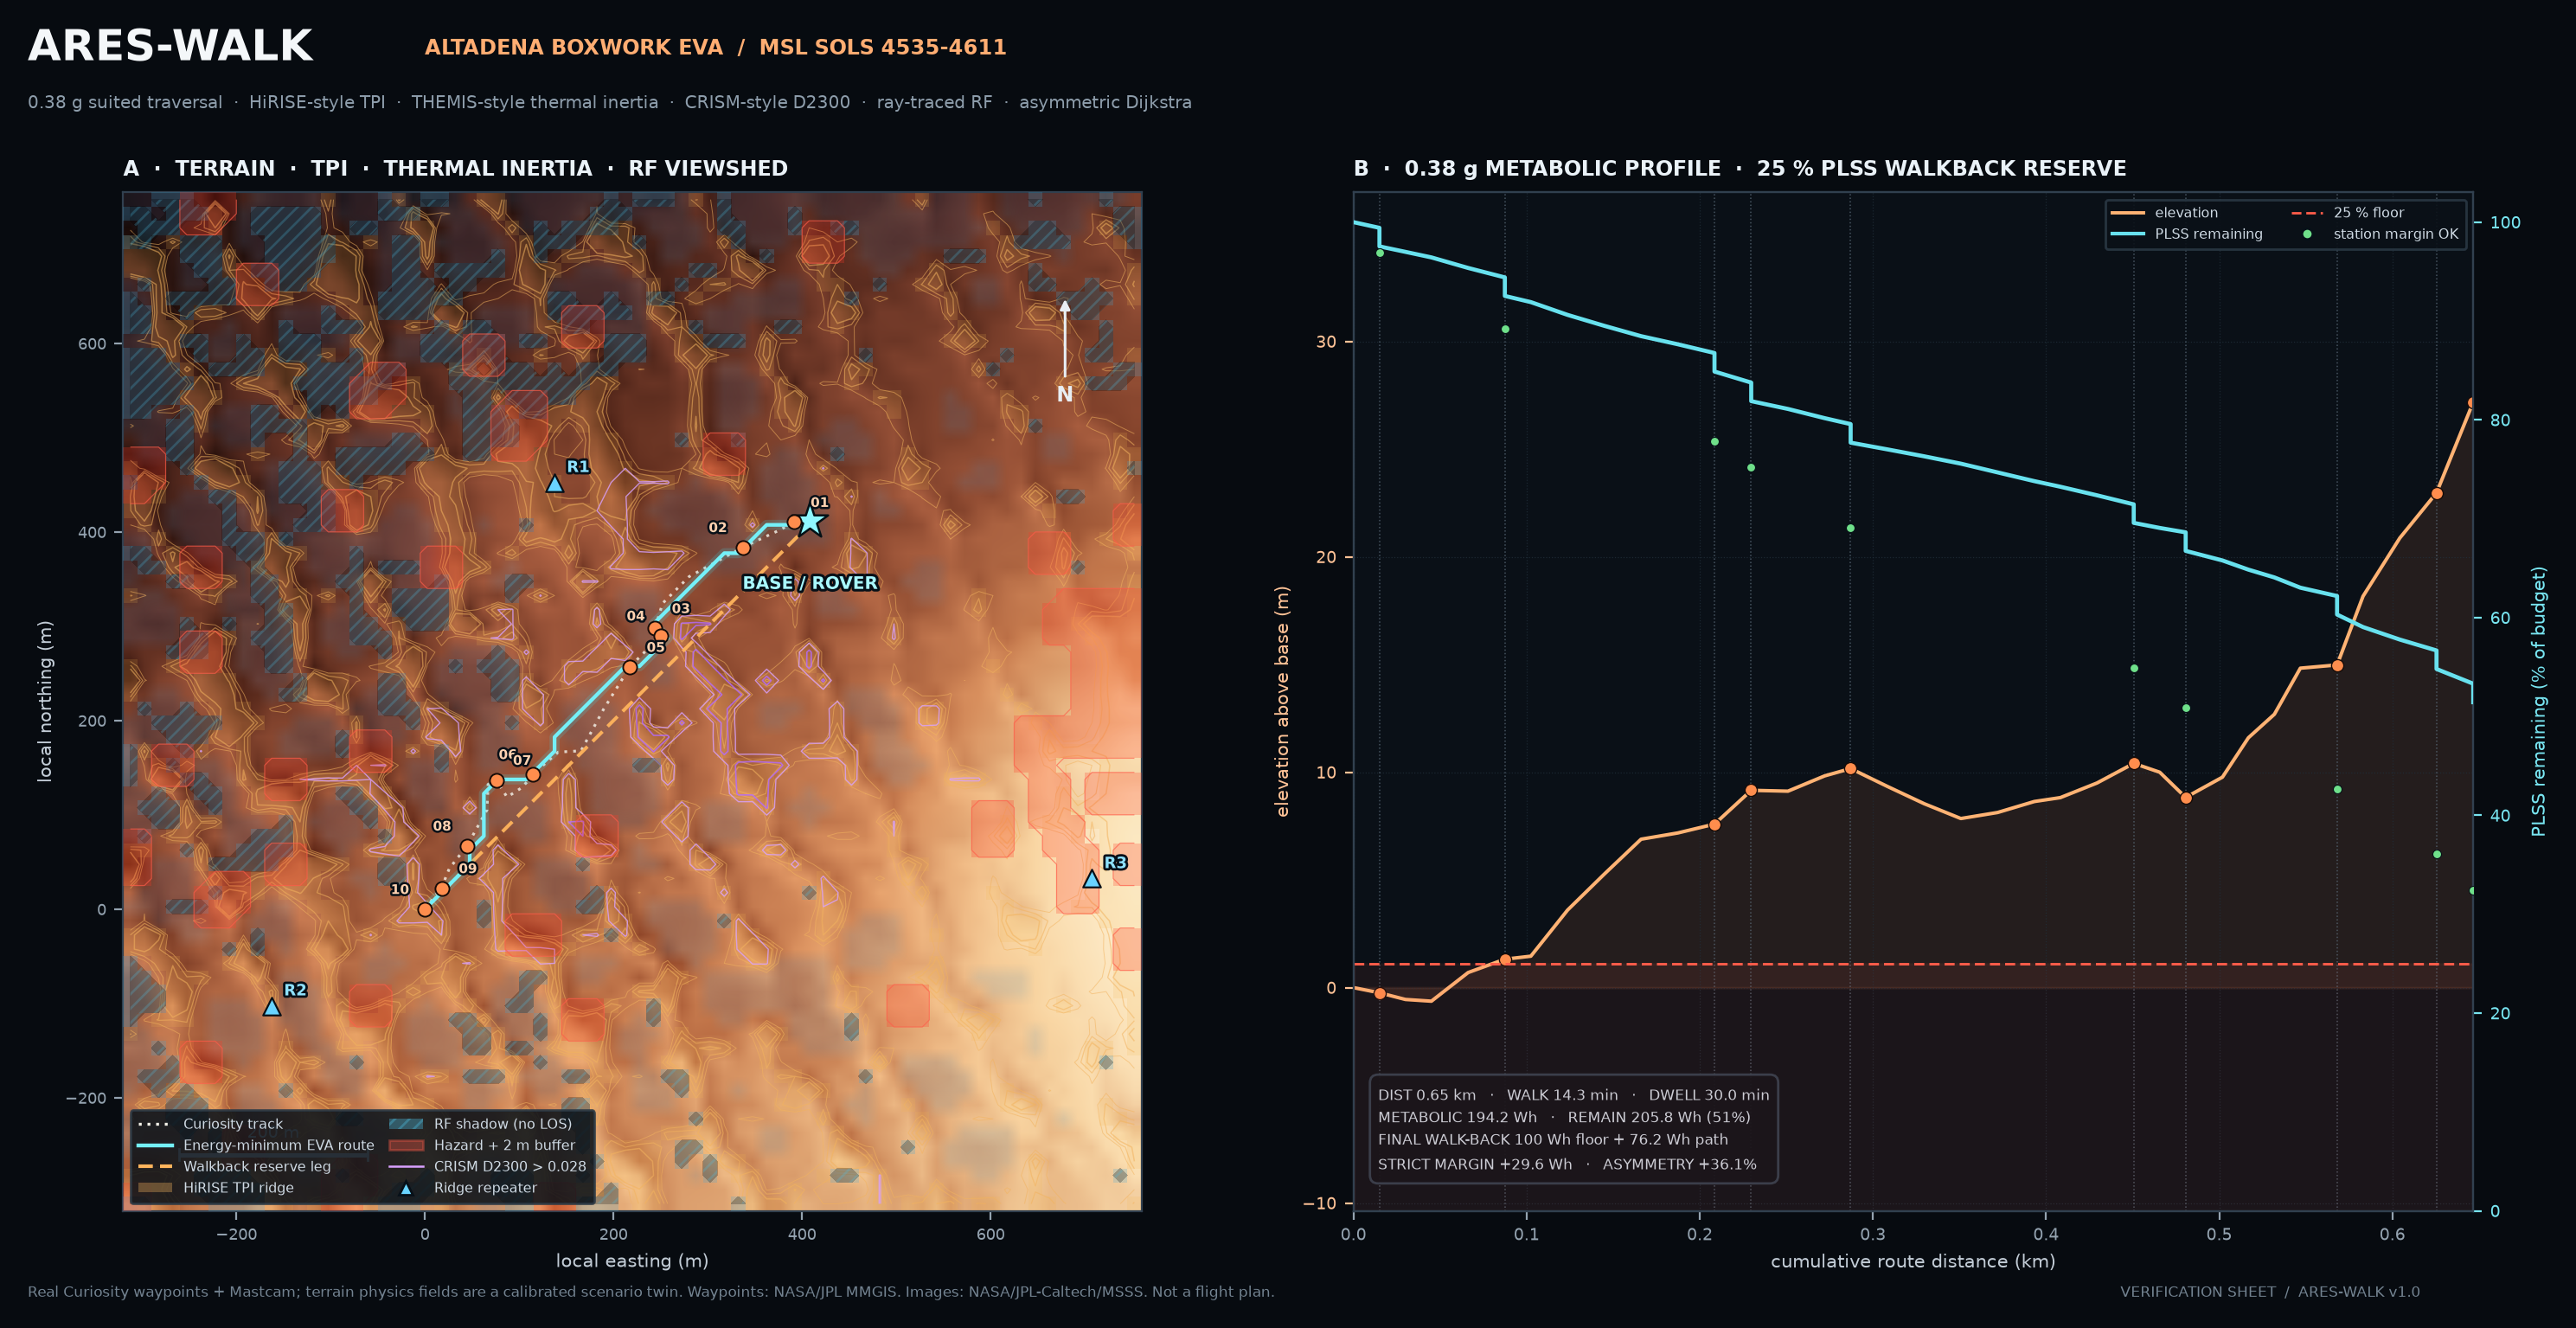 ARES-WALK
ALTADENA BOXWORK EVA / MSL SOLS 4535-4611
0.38 g suited traversal · HiRISE-style TPI · THEMIS-style thermal inertia · CRISM-style D2300 · ray-traced RF · asymmetric Dijkstra
A · TERRAIN · TPI · THERMAL INERTIA · RF VIEWSHED
600
400
200
0
−200
local northing (m)
−200
0
200
400
600
local easting (m)
N
R1
01
02
BASE / ROVER
03
04
05
06
07
08
09
10
R2
R3
Curiosity track
Energy-minimum EVA route
Walkback reserve leg
HiRISE TPI ridge
RF shadow (no LOS)
Hazard + 2 m buffer
CRISM D2300 > 0.028
Ridge repeater
B · 0.38 g METABOLIC PROFILE · 25 % PLSS WALKBACK RESERVE
elevation
PLSS remaining
25 % floor
station margin OK
30
20
10
0
−10
elevation above base (m)
100
80
60
40
20
0
PLSS remaining (% of budget)
DIST 0.65 km · WALK 14.3 min · DWELL 30.0 min
METABOLIC 194.2 Wh · REMAIN 205.8 Wh (51%)
FINAL WALK-BACK 100 Wh floor + 76.2 Wh path
STRICT MARGIN +29.6 Wh · ASYMMETRY +36.1%
0.0
0.1
0.2
0.3
0.4
0.5
0.6
cumulative route distance (km)
Real Curiosity waypoints + Mastcam; terrain physics fields are a calibrated scenario twin. Waypoints: NASA/JPL MMGIS. Images: NASA/JPL-Caltech/MSSS. Not a flight plan.
VERIFICATION SHEET / ARES-WALK v1.0